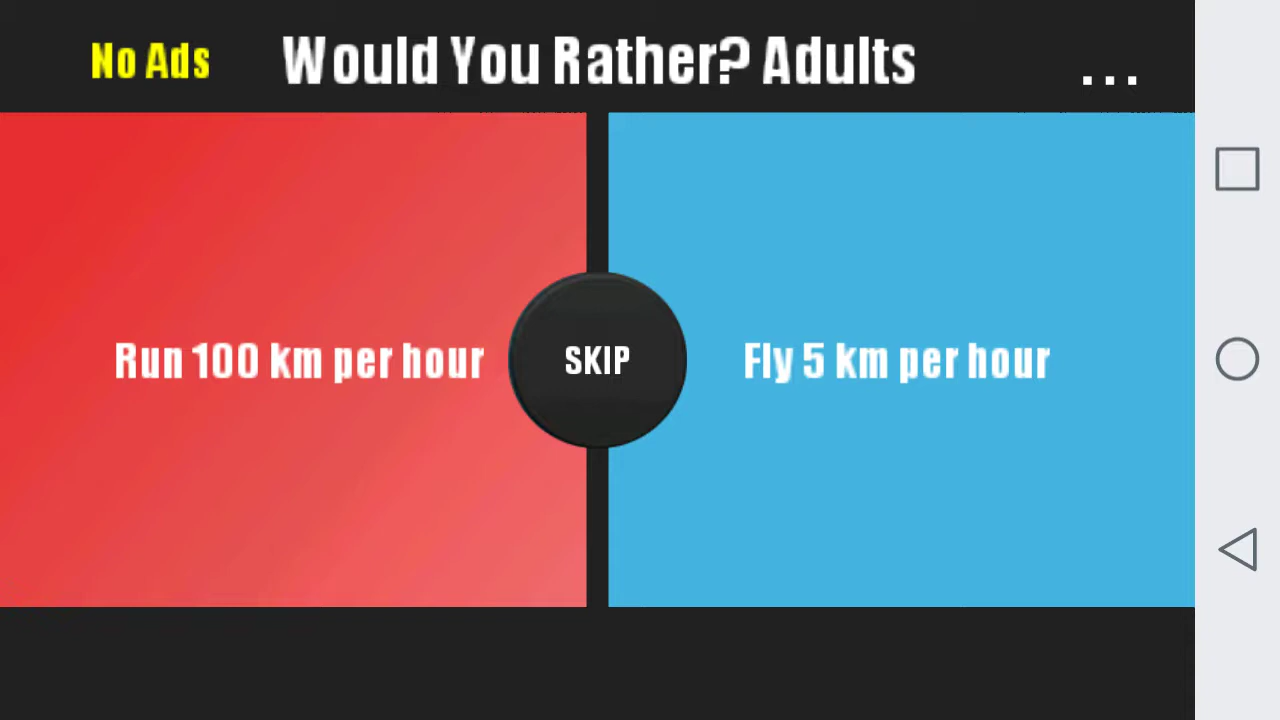 No Ads
Would You Rather? Adults
...
Run 100 km per hour
SKIP
Fly 5 km per hour